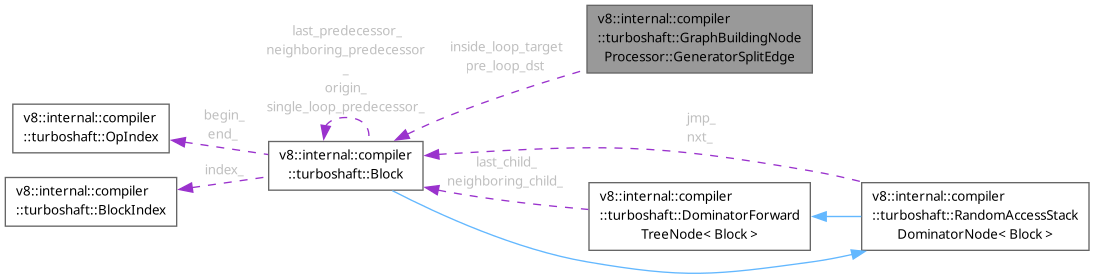 v8::internal::compiler
::turboshaft::GraphBuildingNode
Processor::GeneratorSplitEdge
last_predecessor_
neighboring_predecessor
_
origin_
single_loop_predecessor_
inside_loop_target
pre_loop_dst
v8::internal::compiler
::turboshaft::OpIndex
begin_
end_
index_
v8::internal::compiler
::turboshaft::BlockIndex
v8::internal::compiler
::turboshaft::Block
jmp_
nxt_
last_child_
neighboring_child_
v8::internal::compiler
::turboshaft::DominatorForward
TreeNode< Block >
v8::internal::compiler
::turboshaft::RandomAccessStack
DominatorNode< Block >